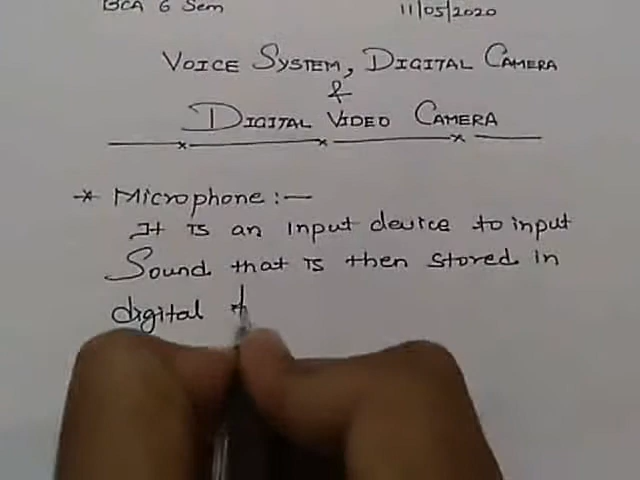 BCA 6 Sem 11/05/2020
VOICE SYSTEM, DIGITAL CAMERA
&
DIGITAL VIDEO CAMERA
* Microphone :—
It is an input device to input
Sound that is then stored in
digital